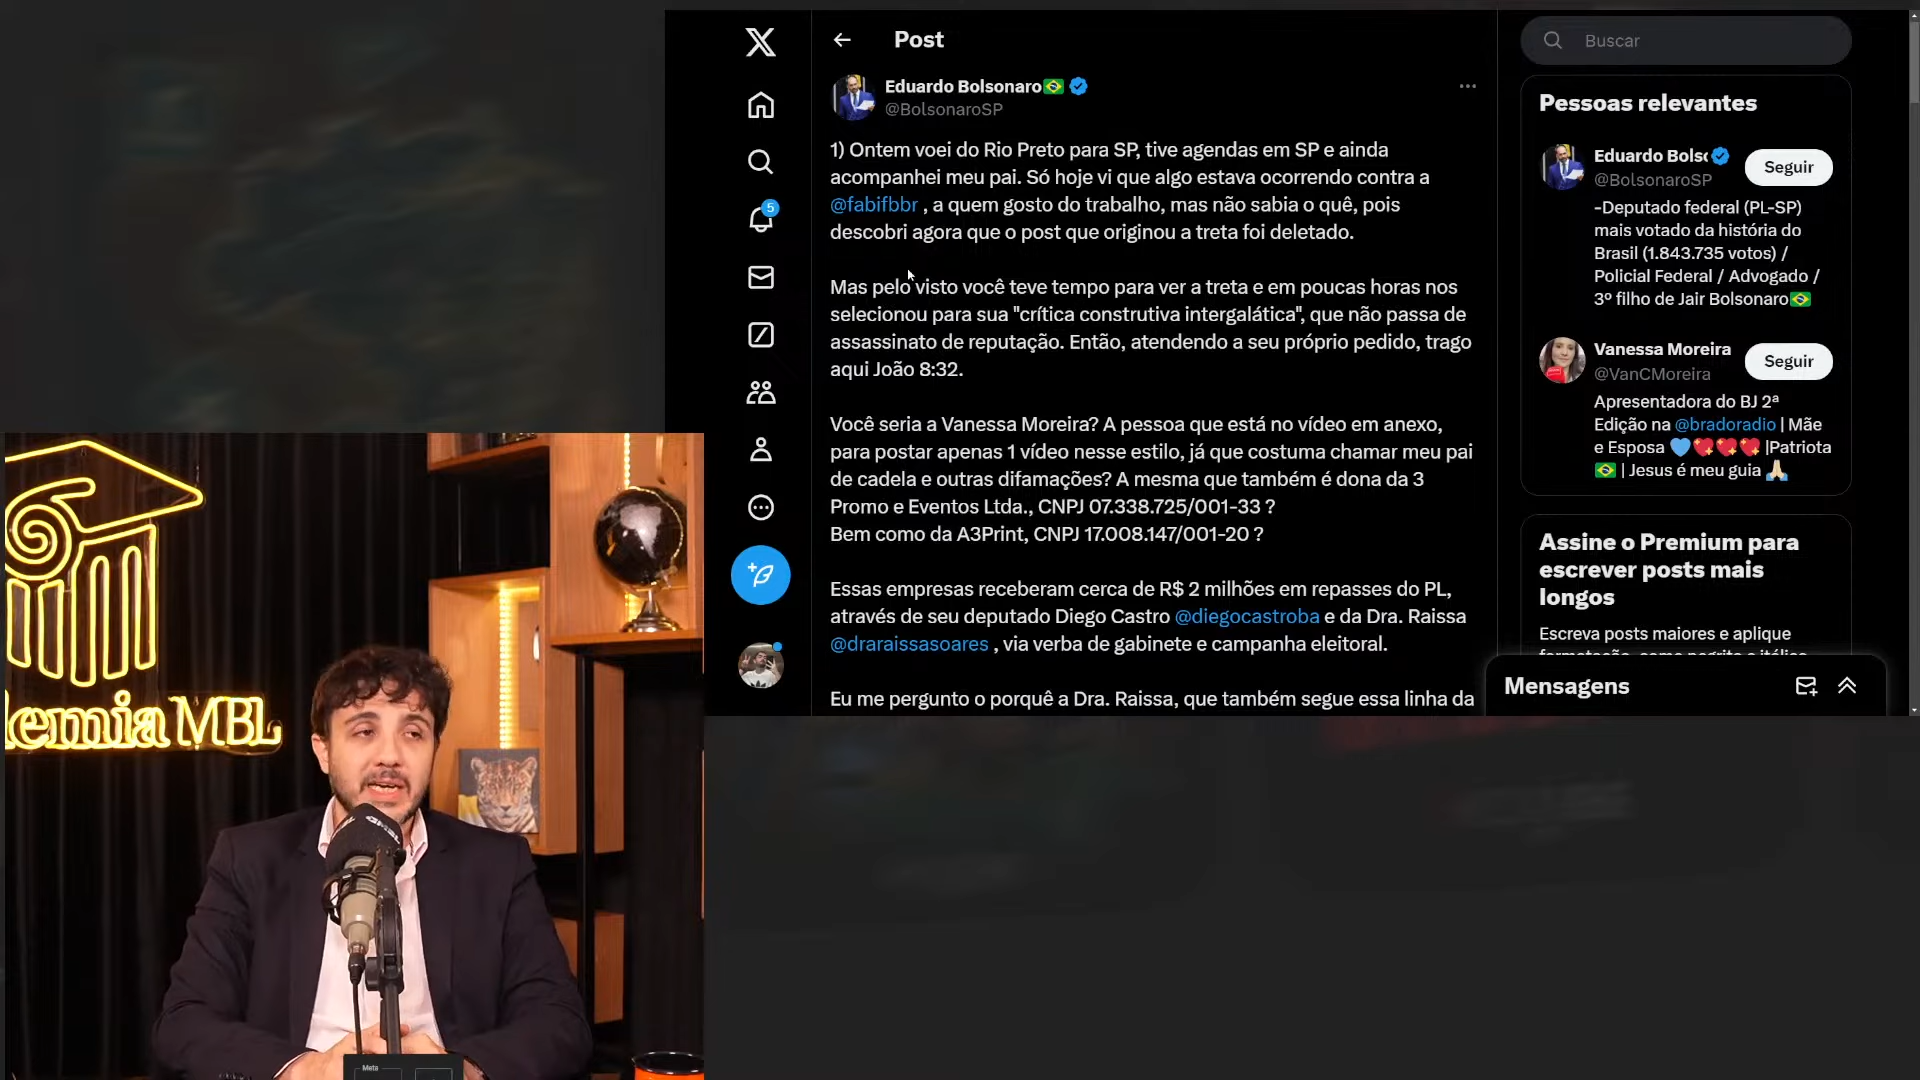 Post
Eduardo Bolsonaro
@BolsonaroSP
1) Ontem voei do Rio Preto para SP, tive agendas em SP e ainda
acompanhei meu pai. Só hoje vi que algo estava ocorrendo contra a
@fabifbbr , a quem gosto do trabalho, mas não sabia o quê, pois
descobri agora que o post que originou a treta foi deletado.
Mas pelo visto você teve tempo para ver a treta e em poucas horas nos
selecionou para sua "crítica construtiva intergalática", que não passa de
assassinato de reputação. Então, atendendo a seu próprio pedido, trago
aqui João 8:32.
Você seria a Vanessa Moreira? A pessoa que está no vídeo em anexo,
para postar apenas 1 vídeo nesse estilo, já que costuma chamar meu pai
de cadela e outras difamações? A mesma que também é dona da 3
Promo e Eventos Ltda., CNPJ 07.338.725/001-33 ?
Bem como da A3Print, CNPJ 17.008.147/001-20 ?
Essas empresas receberam cerca de R$ 2 milhões em repasses do PL,
através de seu deputado Diego Castro @diegocastroba e da Dra. Raissa
@draraissasoares , via verba de gabinete e campanha eleitoral.
Eu me pergunto o porquê a Dra. Raissa, que também segue essa linha da
5
Buscar
Pessoas relevantes
Eduardo Bols
@BolsonaroSP
Seguir
-Deputado federal (PL-SP)
mais votado da história do
Brasil (1.843.735 votos) /
Policial Federal / Advogado /
3º filho de Jair Bolsonaro
Vanessa Moreira
@VanCMoreira
Seguir
Apresentadora do BJ 2ª
Edição na @bradoradio | Mãe
e Esposa |Patriota
| Jesus é meu guia
Assine o Premium para
escrever posts mais
longos
Escreva posts maiores e aplique
Mensagens
demia MBL
MBL
Meta